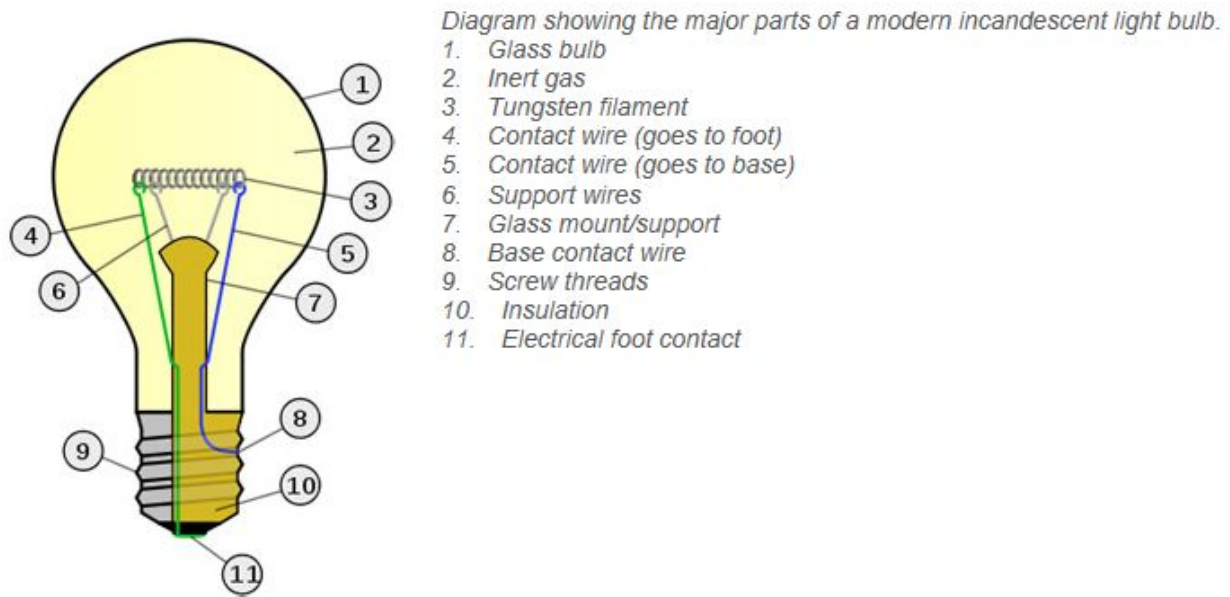 Diagram showing the major parts of a modern incandescent light bulb.
1. Glass bulb
2. Inert gas
3. Tungsten filament
4. Contact wire (goes to foot)
5. Contact wire (goes to base)
6. Support wires
7. Glass mount/support
8. Base contact wire
9. Screw threads
10. Insulation
11. Electrical foot contact
1
2
3
4
5
6
7
8
9
10
11